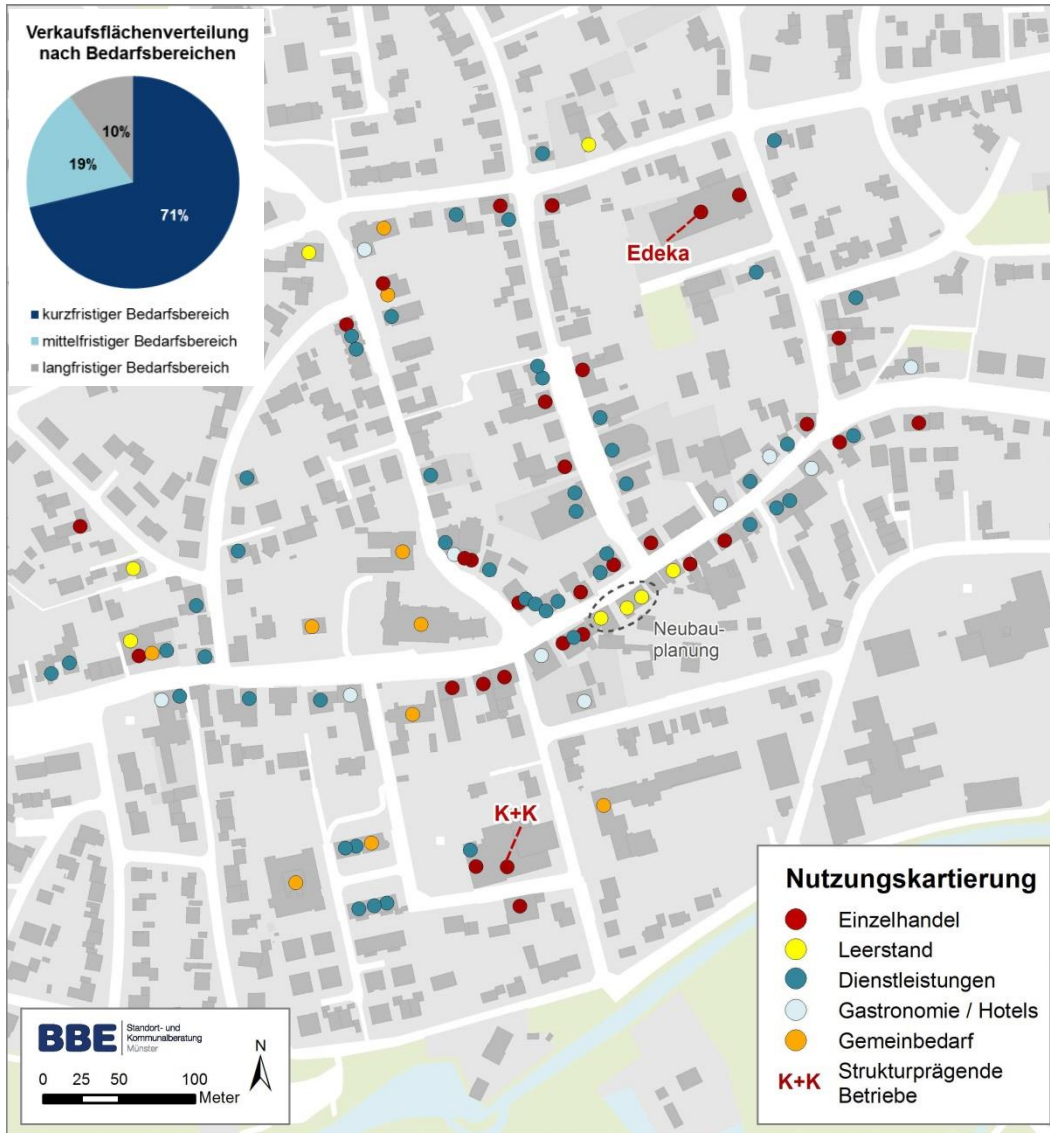 Verkaufsflächenverteilung
nach Bedarfsbereichen
10%
19%
71%
kurzfristiger Bedarfsbereich
mittelfristiger Bedarfsbereich
langfristiger Bedarfsbereich
Edeka
Neubau-
planung
K+K
Nutzungskartierung
Einzelhandel
Leerstand
Dienstleistungen
Gastronomie / Hotels
Gemeinbedarf
K+K Strukturprägende
Betriebe
BBE Standort- und
Kommunalberatung
Münster
N
0 25 50 100
Meter